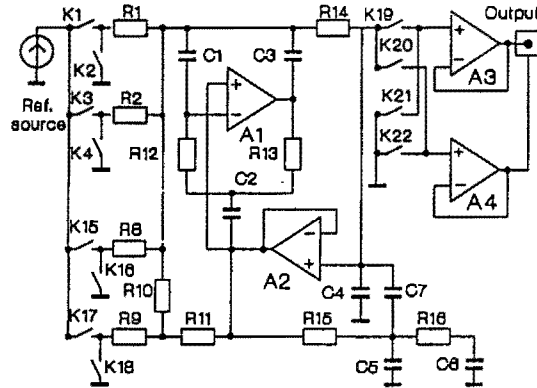 K1 R1 R14 K19 Output
K20
C1 C3
K2 A3
Ref. source
K3 R2 A1 K21
K4 R12 R13 K22
C2 A4
K15 R8
K16 A2
R10 C4 C7
K17 R9 R11 R15 R16
K18 C5 C6